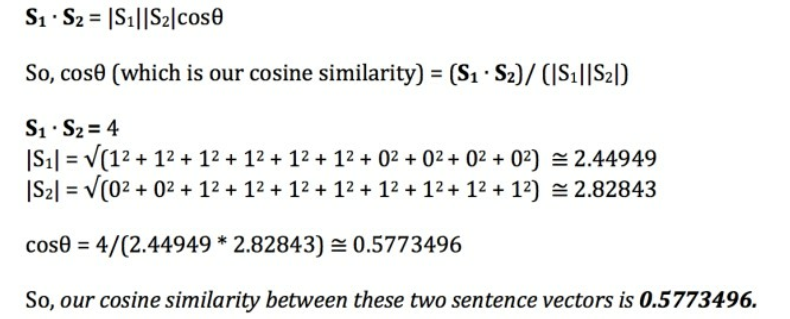 S₁ · S₂ = |S₁||S₂|cosθ
So, cosθ (which is our cosine similarity) = (S₁ · S₂)/ (|S₁||S₂|)
S₁ · S₂ = 4
|S₁| = √(1² + 1² + 1² + 1² + 1² + 1² + 0² + 0² + 0² + 0²) ≅ 2.44949
|S₂| = √(0² + 0² + 1² + 1² + 1² + 1² + 1² + 1² + 1² + 1²) ≅ 2.82843
cosθ = 4/(2.44949 * 2.82843) ≅ 0.5773496
So, our cosine similarity between these two sentence vectors is 0.5773496.